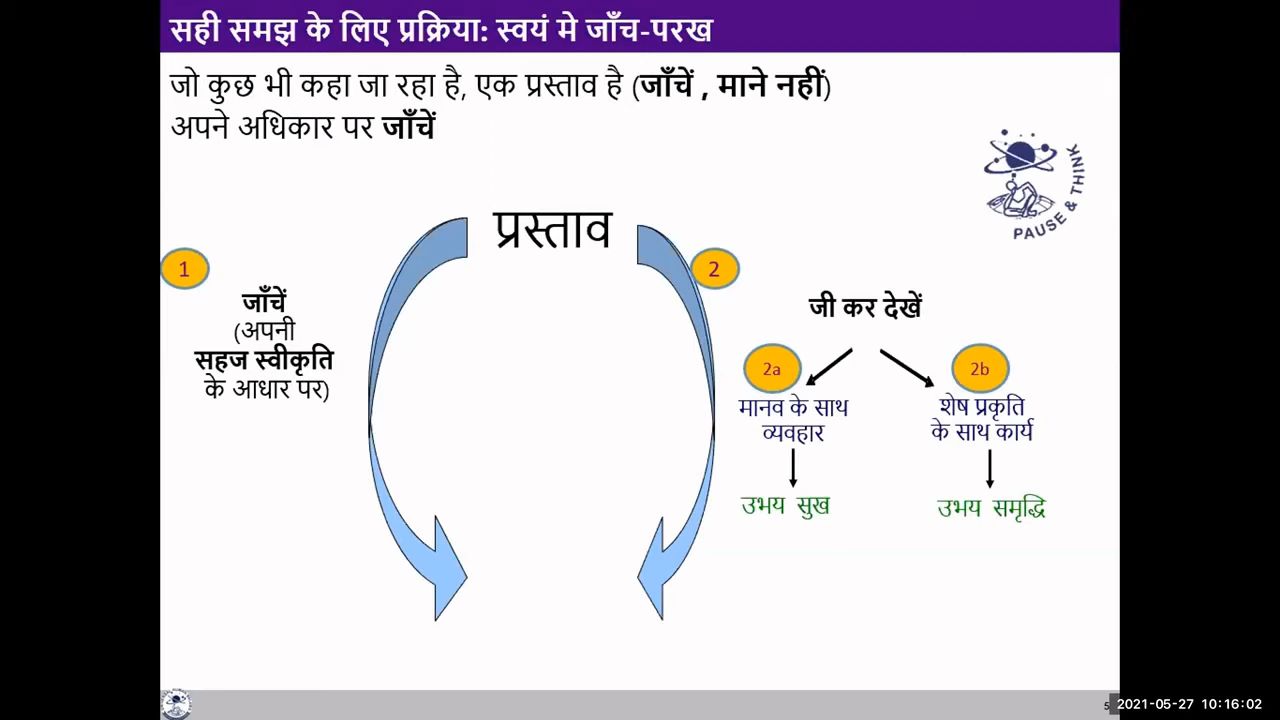 सही समझ के लिए प्रक्रिया: स्वयं मे जाँच-परख
जो कुछ भी कहा जा रहा है, एक प्रस्ताव है (जाँचें , माने नहीं)
अपने अधिकार पर जाँचें
PAUSE & THINK
प्रस्ताव
1
जाँचें
(अपनी
सहज स्वीकृति
के आधार पर)
2
जी कर देखें
2a
मानव के साथ
व्यवहार
उभय सुख
2b
शेष प्रकृति
के साथ कार्य
उभय समृद्धि
5
2021-05-27 10:16:02